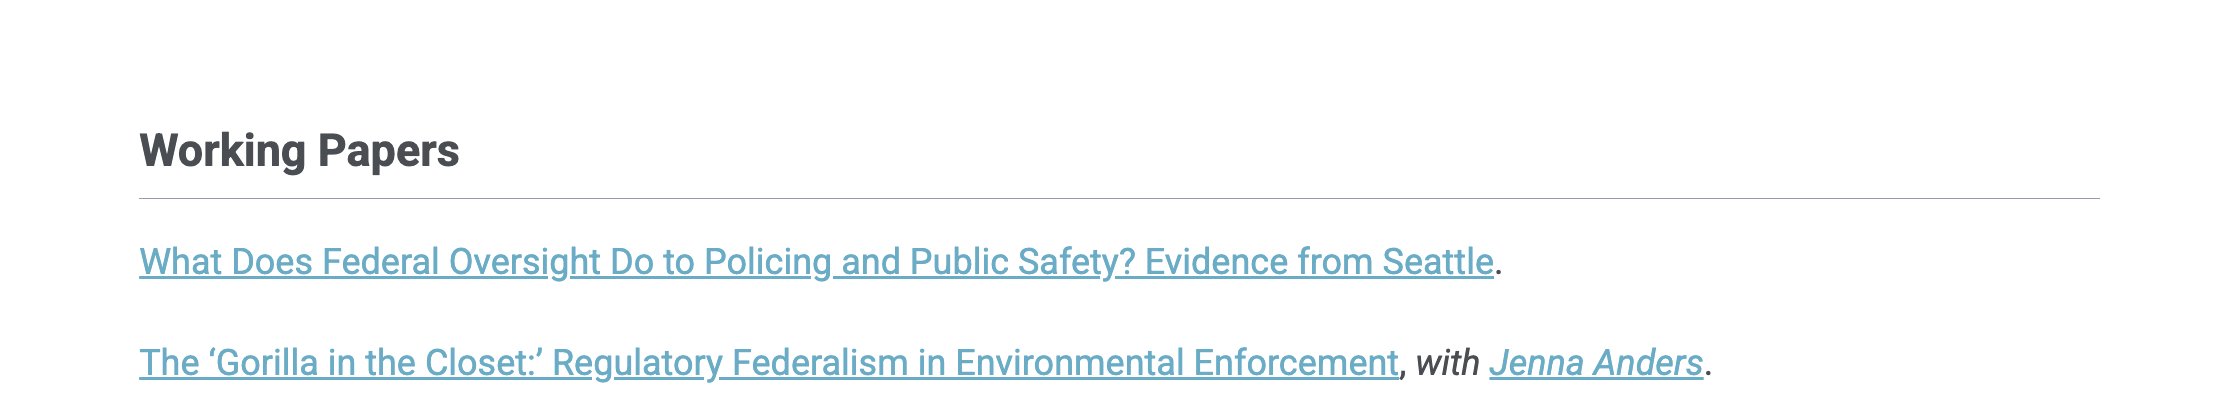 Working Papers
What Does Federal Oversight Do to Policing and Public Safety? Evidence from Seattle.
The ‘Gorilla in the Closet:’ Regulatory Federalism in Environmental Enforcement, with Jenna Anders.